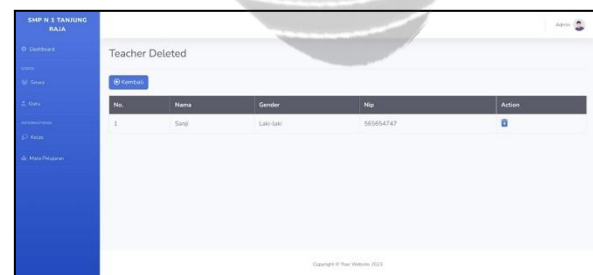 SMP N 1 TANJUNG
RAJA
Admin
Dashboard
Teacher Deleted
Siswa
Kembali
Guru
No. Nama Gender Nip Action
1 Sanji Laki-laki 565654747
Kelas
Mata Pelajaran
Copyright © Your Website 2023